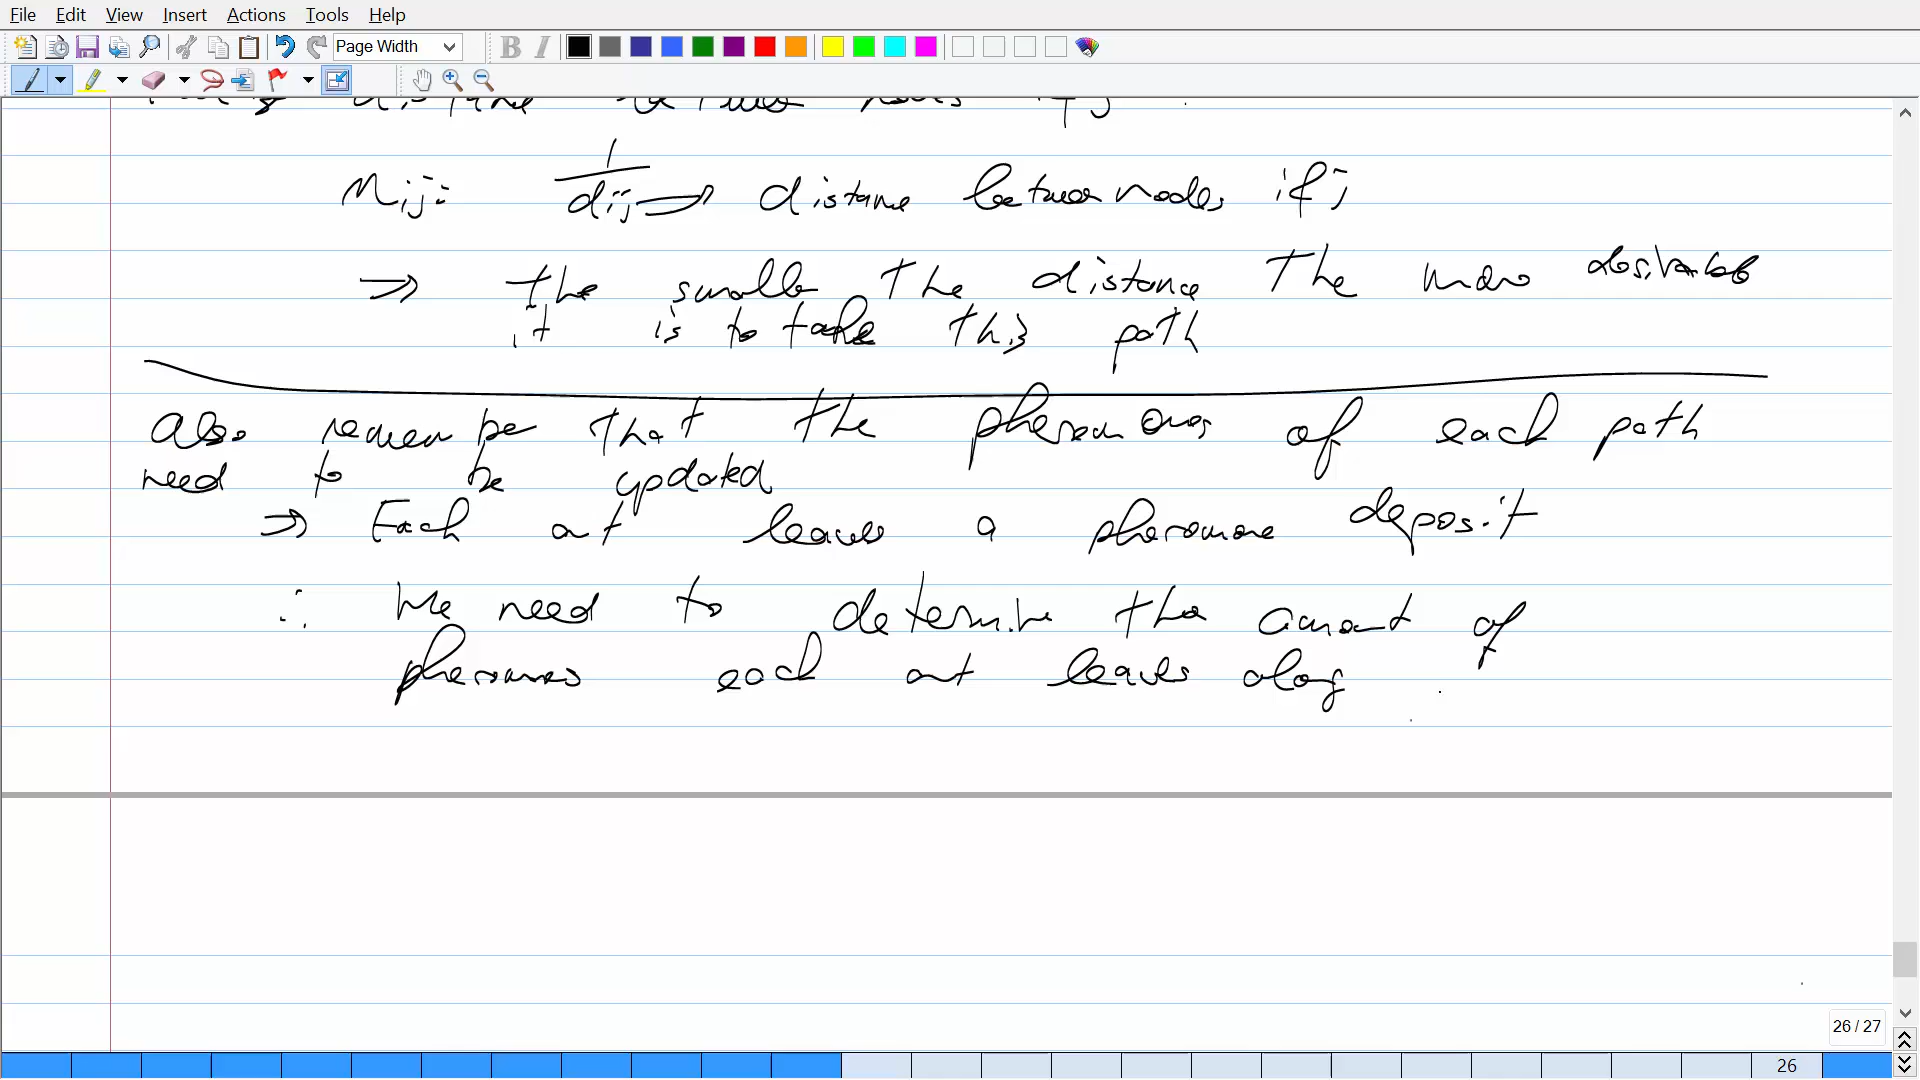 File Edit View Insert Actions Tools Help
Page Width B I
distance between nodes i & j
ηij: 1/dij → distance between nodes i & j
⇒ the smaller the distance the more desirable
it is to take this path
Also remember that the pheromones of each path
need to be updated
⇒ Each ant leaves a pheromone deposit
∴ We need to determine the amount of
pheromones each ant leaves along
26 / 27
26